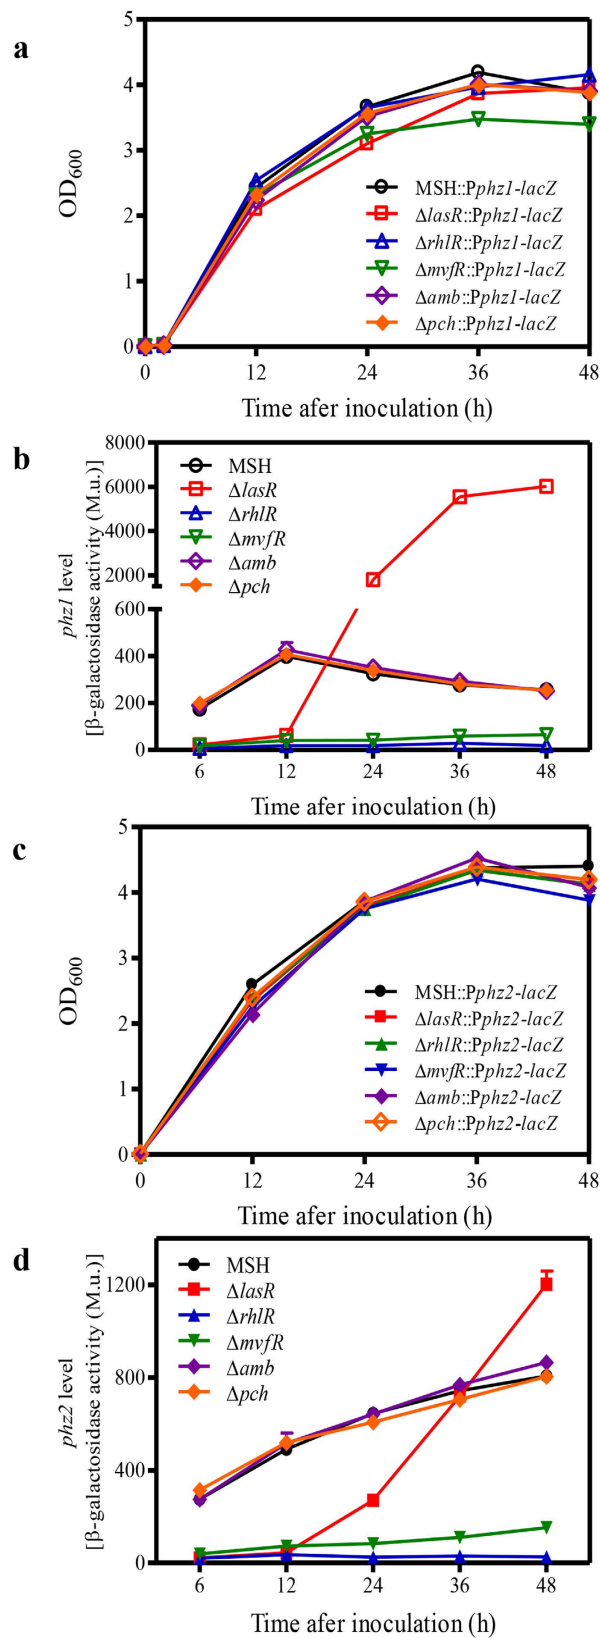 a
OD600
5
4
3
2
1
0
MSH::Pphz1-lacZ
ΔlasR::Pphz1-lacZ
ΔrhlR::Pphz1-lacZ
ΔmvfR::Pphz1-lacZ
Δamb::Pphz1-lacZ
Δpch::Pphz1-lacZ
0 12 24 36 48
Time afer inoculation (h)
b
phz1 level
[β-galactosidase activity (M.u.)]
8000
6000
4000
2000
600
400
200
0
MSH
ΔlasR
ΔrhlR
ΔmvfR
Δamb
Δpch
6 12 24 36 48
Time afer inoculation (h)
c
OD600
5
4
3
2
1
0
MSH::Pphz2-lacZ
ΔlasR::Pphz2-lacZ
ΔrhlR::Pphz2-lacZ
ΔmvfR::Pphz2-lacZ
Δamb::Pphz2-lacZ
Δpch::Pphz2-lacZ
0 12 24 36 48
Time afer inoculation (h)
d
phz2 level
[β-galactosidase activity (M.u.)]
1200
800
400
0
MSH
ΔlasR
ΔrhlR
ΔmvfR
Δamb
Δpch
6 12 24 36 48
Time afer inoculation (h)